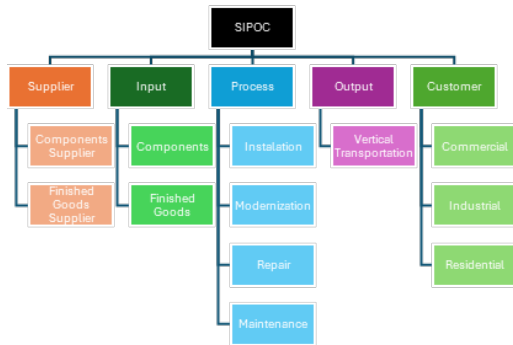 SIPOC
Supplier
Input
Process
Output
Customer
Components
Supplier
Finished
Goods
Supplier
Components
Finished
Goods
Instalation
Modernization
Repair
Maintenance
Vertical
Transportation
Commercial
Industrial
Residential